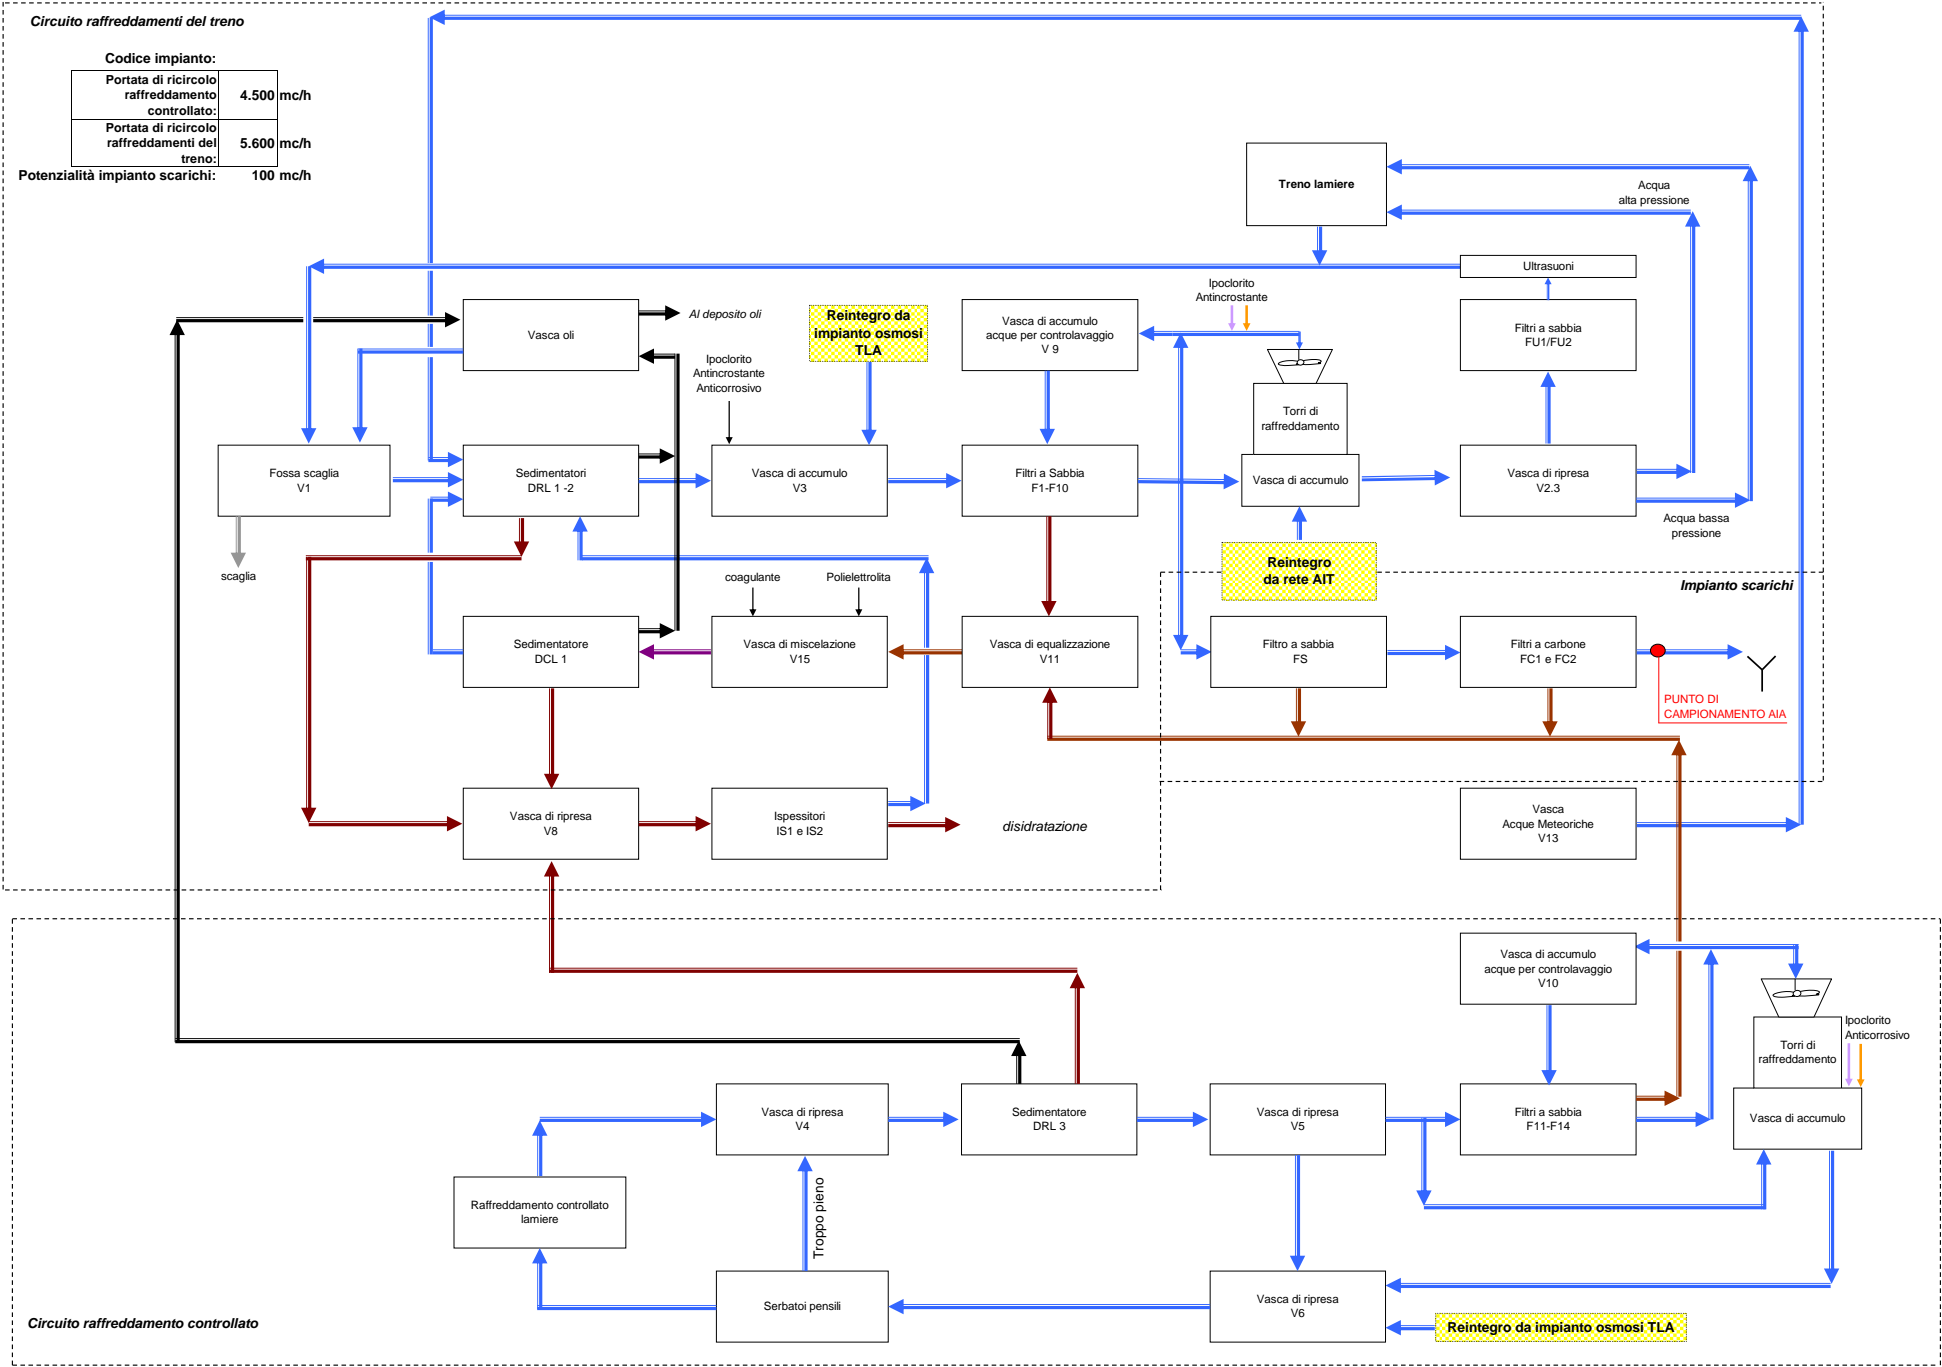 Circuito raffreddamenti del treno
Codice impianto:
Portata di ricircolo
raffreddamento
controllato:
4.500 mc/h
Portata di ricircolo
raffreddamenti del
treno:
5.600 mc/h
Potenzialità impianto scarichi: 100 mc/h
Treno lamiere
Acqua
alta pressione
Ultrasuoni
Ipoclorito
Antincrostante
Vasca oli
Al deposito oli
Reintegro da
impianto osmosi
TLA
Vasca di accumulo
acque per controlavaggio
V 9
Filtri a sabbia
FU1/FU2
Ipoclorito
Antincrostante
Anticorrosivo
Torri di
raffreddamento
Fossa scaglia
V1
Sedimentatori
DRL 1 -2
Vasca di accumulo
V3
Filtri a Sabbia
F1-F10
Vasca di accumulo
Vasca di ripresa
V2.3
Acqua bassa
pressione
scaglia
Reintegro
da rete AIT
Impianto scarichi
coagulante
Polielettrolita
Sedimentatore
DCL 1
Vasca di miscelazione
V15
Vasca di equalizzazione
V11
Filtro a sabbia
FS
Filtri a carbone
FC1 e FC2
PUNTO DI
CAMPIONAMENTO AIA
Vasca di ripresa
V8
Ispessitori
IS1 e IS2
disidratazione
Vasca
Acque Meteoriche
V13
Vasca di accumulo
acque per controlavaggio
V10
Ipoclorito
Anticorrosivo
Torri di
raffreddamento
Vasca di ripresa
V4
Sedimentatore
DRL 3
Vasca di ripresa
V5
Filtri a sabbia
F11-F14
Vasca di accumulo
Raffreddamento controllato
lamiere
Troppo pieno
Serbatoi pensili
Vasca di ripresa
V6
Reintegro da impianto osmosi TLA
Circuito raffreddamento controllato